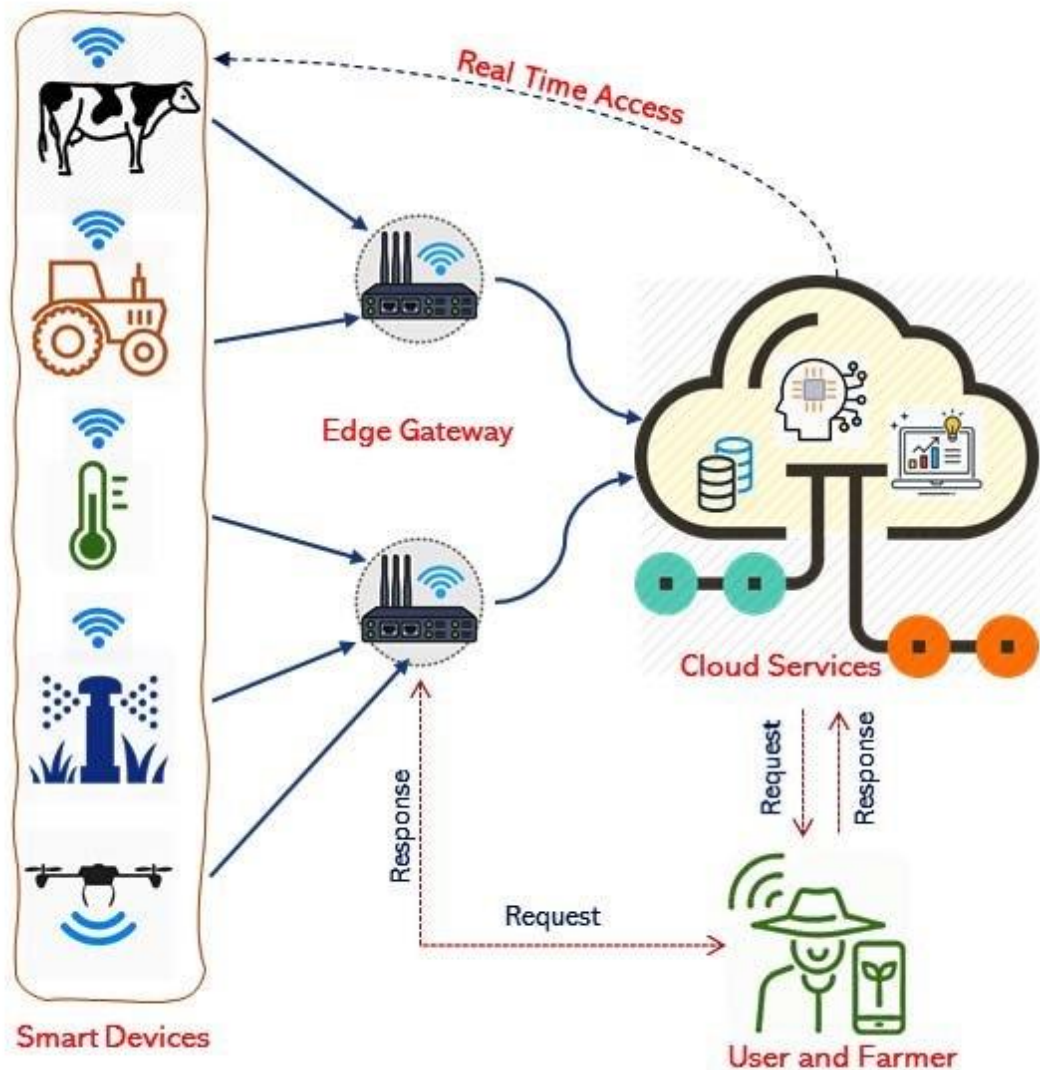 Real Time Access
Edge Gateway
Cloud Services
Request
Response
Response
Request
Smart Devices
User and Farmer